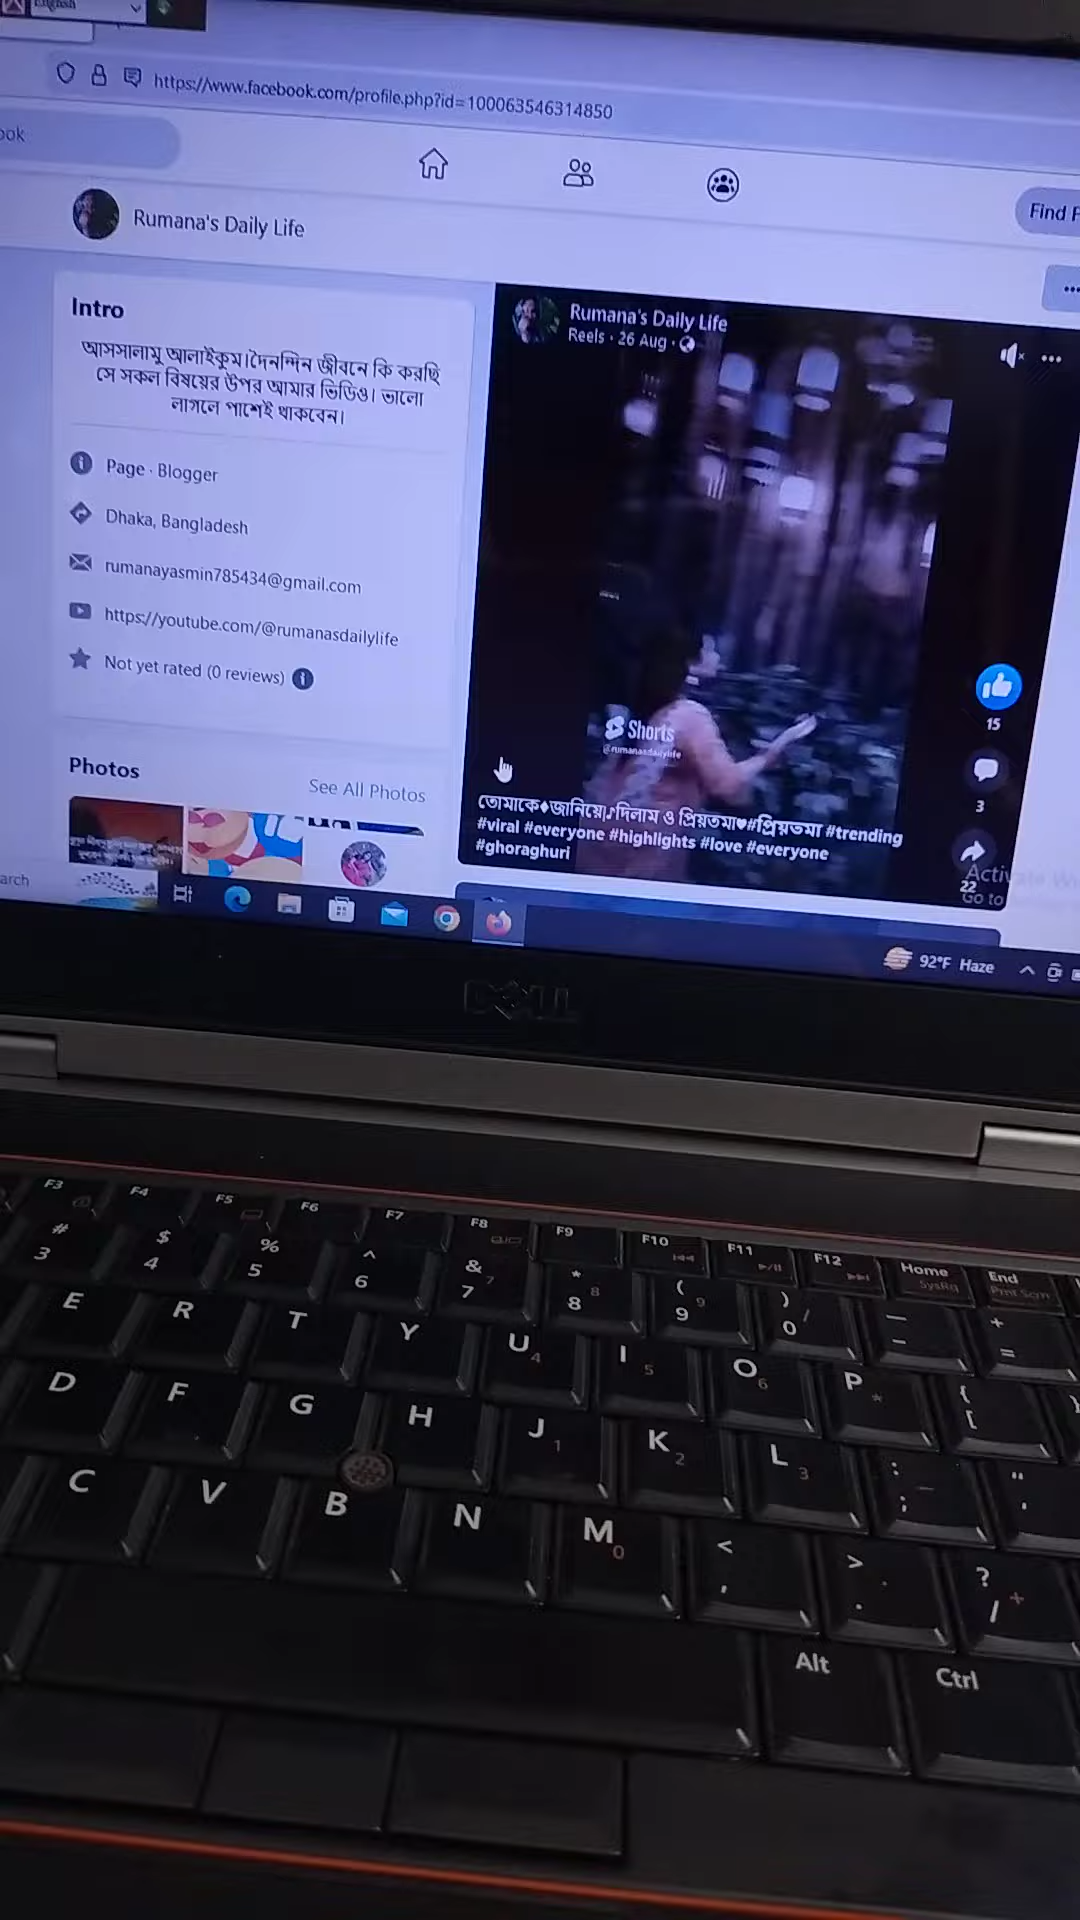 English
https://www.facebook.com/profile.php?id=100063546314850
ook
Find F
Rumana's Daily Life
Intro
আসসালামু আলাইকুম।দৈনন্দিন জীবনে কি করছি
সে সকল বিষয়ের উপর আমার ভিডিও। ভালো
লাগলে পাশেই থাকবেন।
Page · Blogger
Dhaka, Bangladesh
rumanayasmin785434@gmail.com
https://youtube.com/@rumanasdailylife
Not yet rated (0 reviews)
Photos
See All Photos
Rumana's Daily Life
Reels · 26 Aug ·
Shorts
@rumanasdailylife
15
3
22
তোমাকে♦জানিয়ে♪দিলাম ও প্রিয়তমা♥#প্রিয়তমা #trending
#viral #everyone #highlights #love #everyone
#ghoraghuri
Activate W
Go to
arch
92°F Haze
DELL
F3 F4 F5 F6 F7 F8 F9 F10 F11 F12 Home SysRq End Prnt Scrn
# 3 $ 4 % 5 ^ 6 & 7 7 * 8 8 ( 9 9 ) 0 / — - + =
E R T Y U 4 I 5 O 6 P * { [ }
D F G H J 1 K 2 L 3 : ; - " '
C V B N M 0 < , > . . ? / +
Alt Ctrl